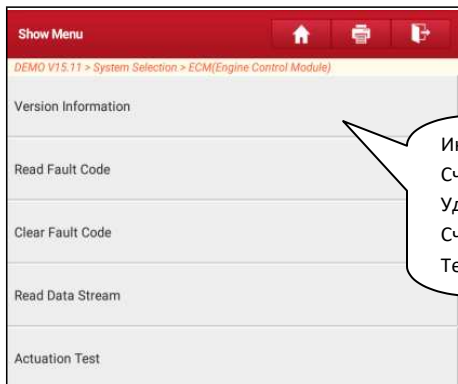 Show Menu
DEMO V15.11 > System Selection > ECM(Engine Control Module)
Version Information
Read Fault Code
Clear Fault Code
Read Data Stream
Actuation Test